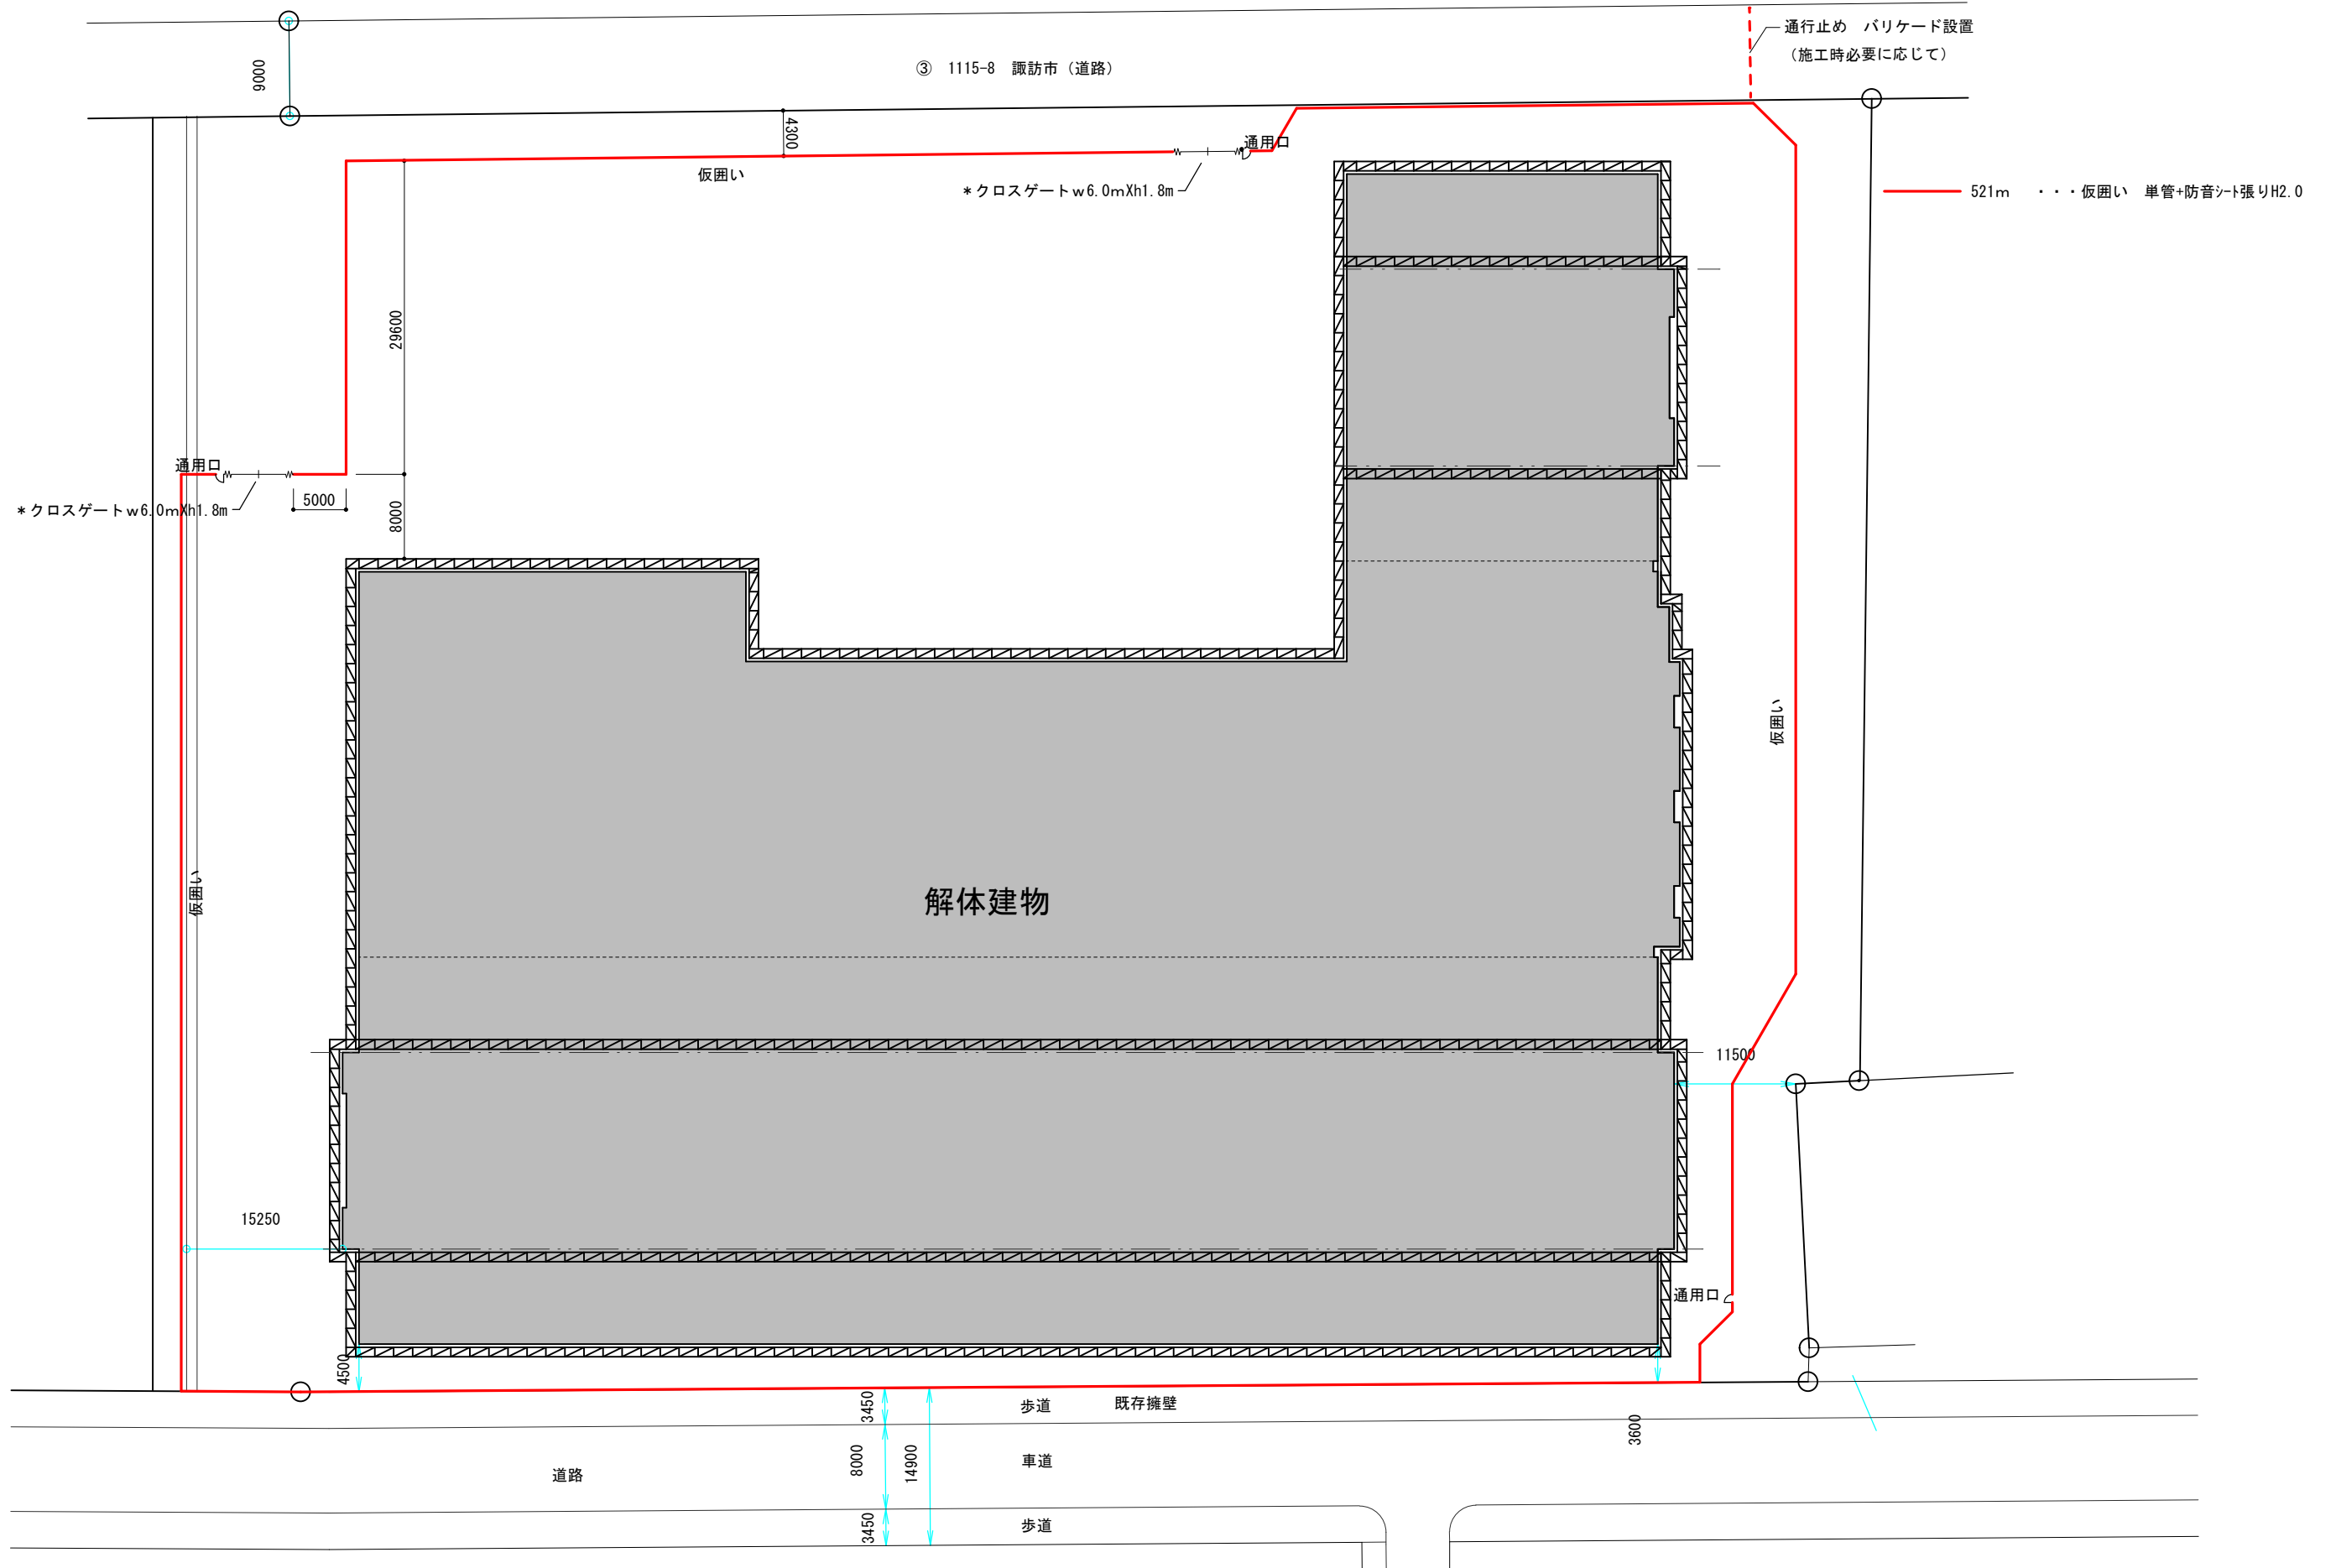 通行止め　バリケード設置
（施工時必要に応じて）
③　1115-8　諏訪市（道路）
9000
4300
通用口
仮囲い
*クロスゲートw6.0mXh1.8m
521m　・・・仮囲い　単管+防音ｼｰﾄ張りH2.0
29600
通用口
5000
*クロスゲートw6.0mXh1.8m
8000
仮囲い
仮囲い
解体建物
11500
15250
通用口
4500
3450
歩道
既存擁壁
3600
8000
14900
車道
道路
3450
歩道